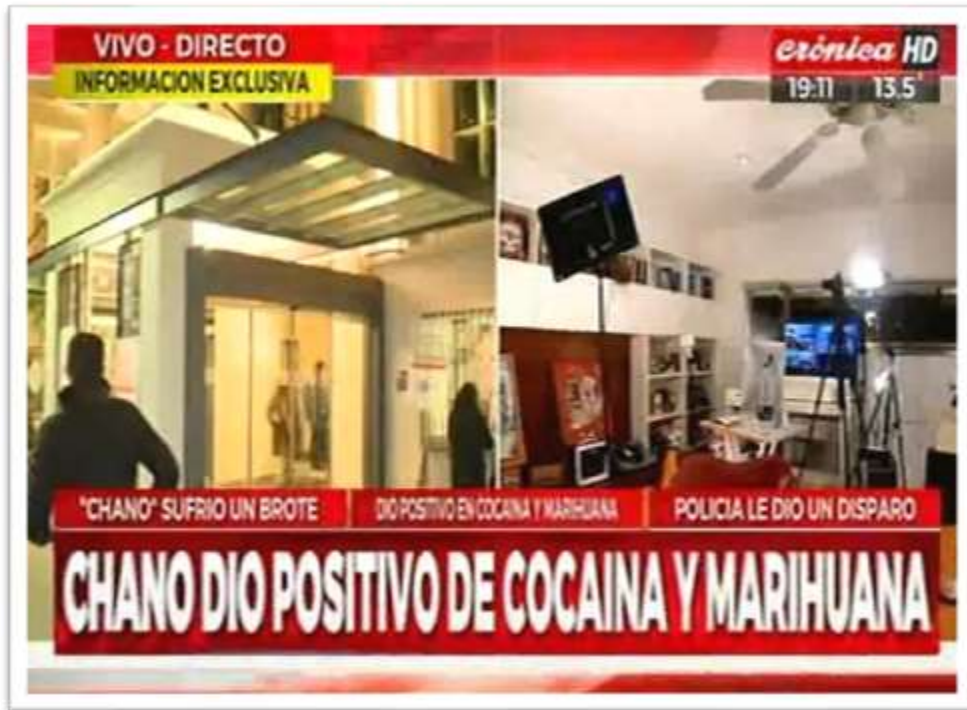 VIVO - DIRECTO
INFORMACION EXCLUSIVA
crónica HD
19:11 13.5°
"CHANO" SUFRIO UN BROTE
DIO POSITIVO EN COCAINA Y MARIHUANA
POLICIA LE DIO UN DISPARO
CHANO DIO POSITIVO DE COCAINA Y MARIHUANA